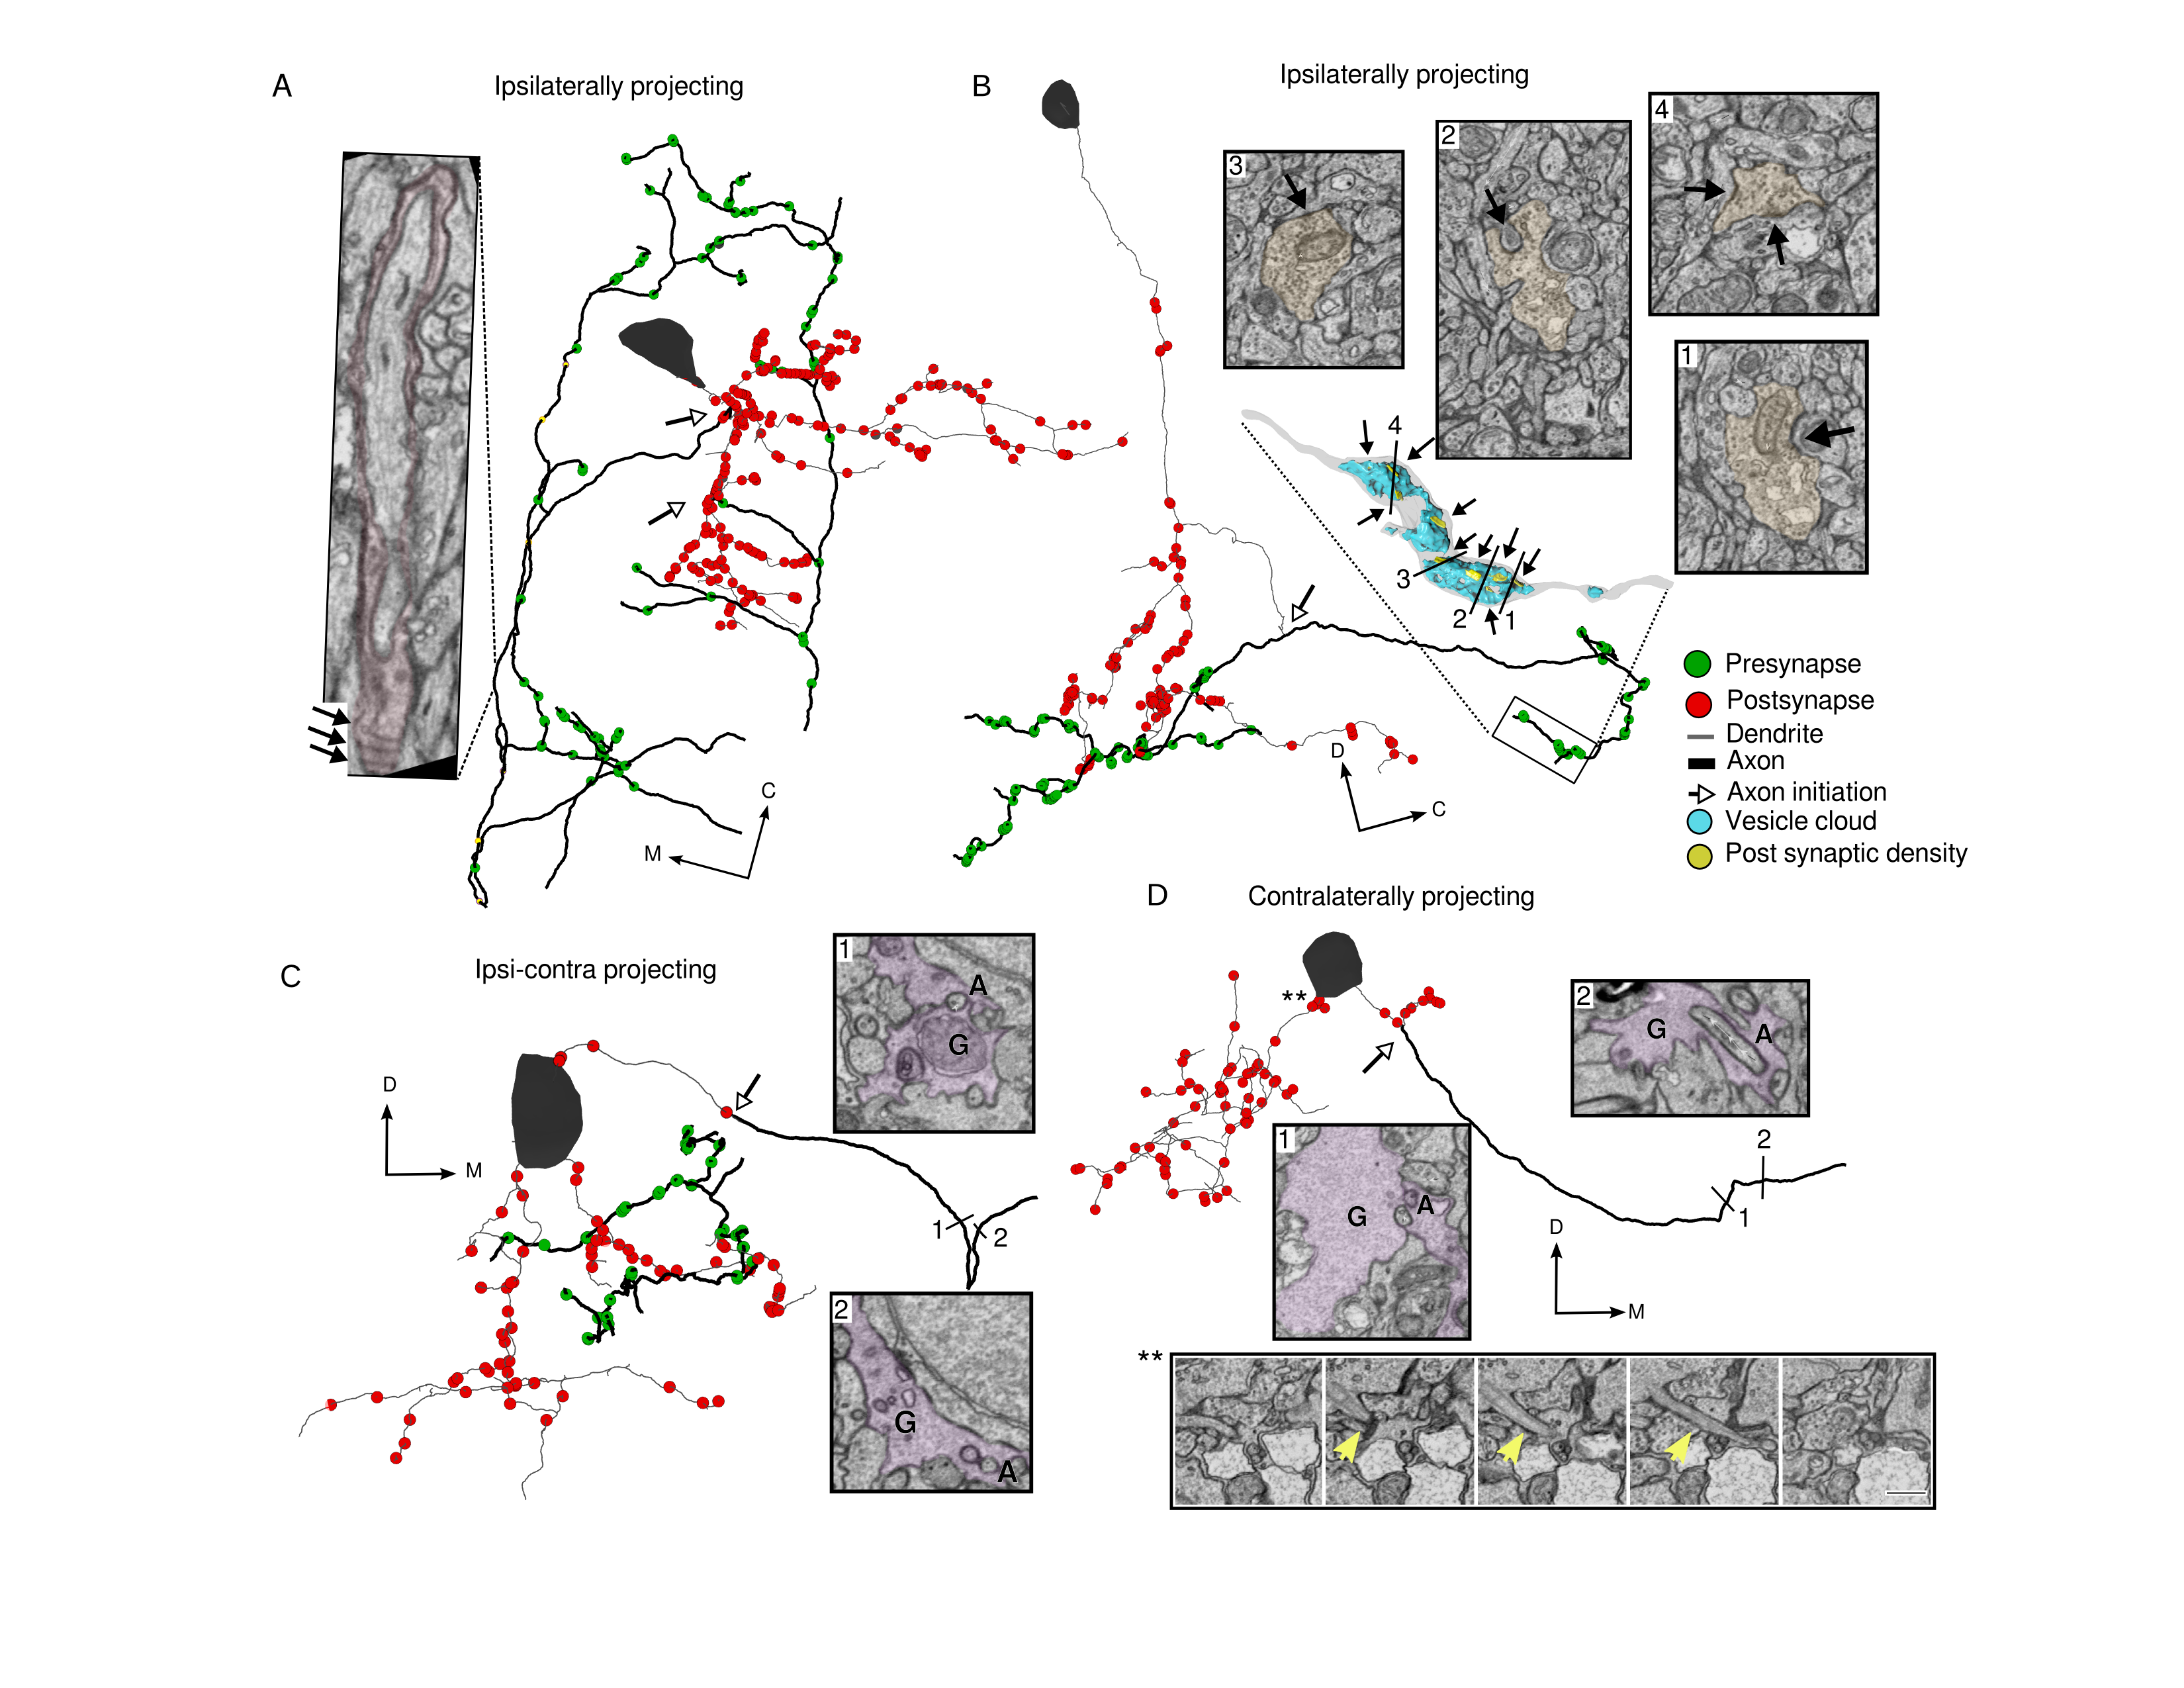 A
Ipsilaterally projecting
C
M
B
Ipsilaterally projecting
3
2
4
1
4
3
2
1
D
C
Presynapse
Postsynapse
Dendrite
Axon
Axon initiation
Vesicle cloud
Post synaptic density
C
Ipsi-contra projecting
D
M
1
A
G
1
2
2
G
A
D
Contralaterally projecting
**
2
G
A
1
G
A
2
1
D
M
**